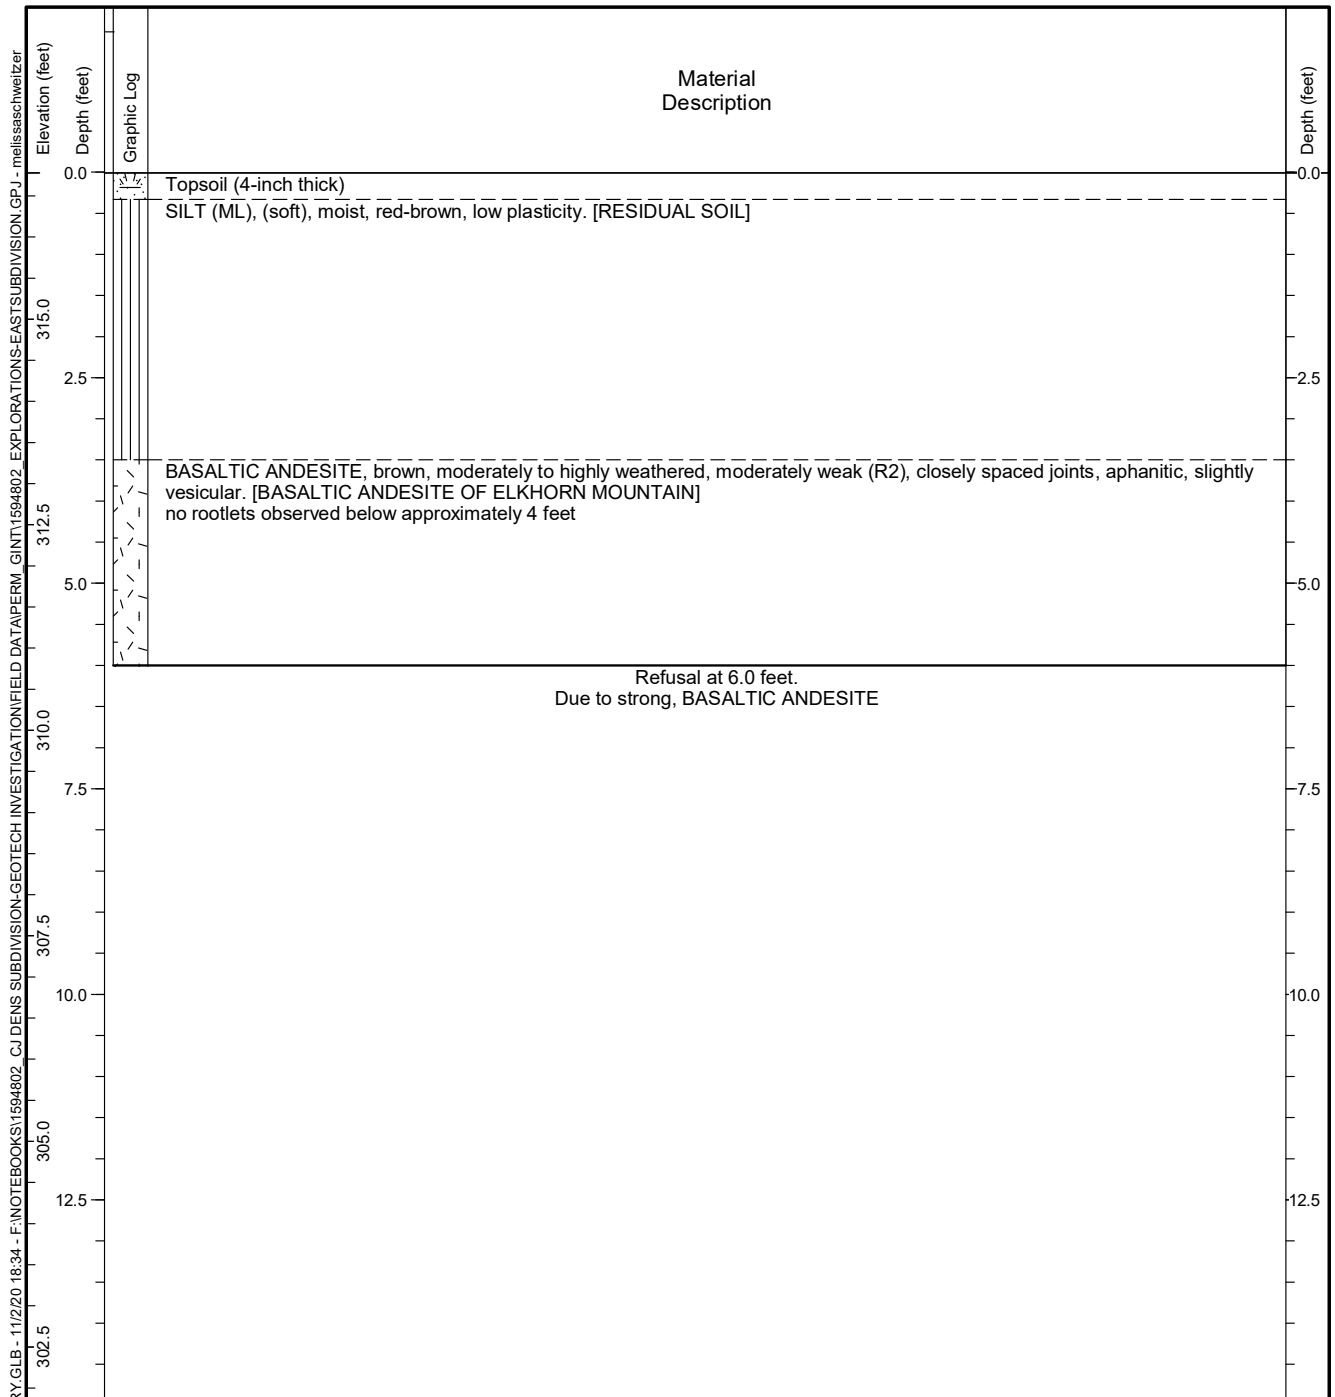 RY.GLB - 11/2/20 18:34 - F:\NOTEBOOKS\1594802_CJ DENS SUBDIVISION-GEOTECH INVESTIGATION\FIELD DATA\PERM_GINT\1594802_EXPLORATIONS-EASTSUBDIVISION.GPJ - melissaschweitzer
Elevation (feet)
Depth (feet)
Graphic Log
Material
Description
Depth (feet)
0.0
0.0
Topsoil (4-inch thick)
SILT (ML), (soft), moist, red-brown, low plasticity. [RESIDUAL SOIL]
315.0
2.5
2.5
BASALTIC ANDESITE, brown, moderately to highly weathered, moderately weak (R2), closely spaced joints, aphanitic, slightly
vesicular. [BASALTIC ANDESITE OF ELKHORN MOUNTAIN]
no rootlets observed below approximately 4 feet
312.5
5.0
5.0
Refusal at 6.0 feet.
Due to strong, BASALTIC ANDESITE
310.0
7.5
7.5
307.5
10.0
10.0
305.0
12.5
12.5
302.5